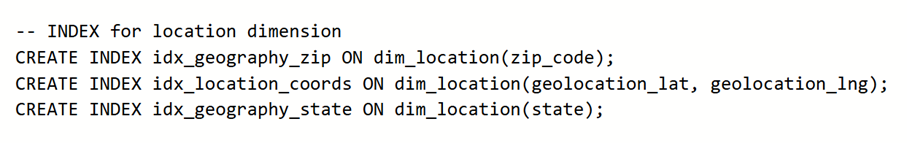 -- INDEX for location dimension
CREATE INDEX idx_geography_zip ON dim_location(zip_code);
CREATE INDEX idx_location_coords ON dim_location(geolocation_lat, geolocation_lng);
CREATE INDEX idx_geography_state ON dim_location(state);